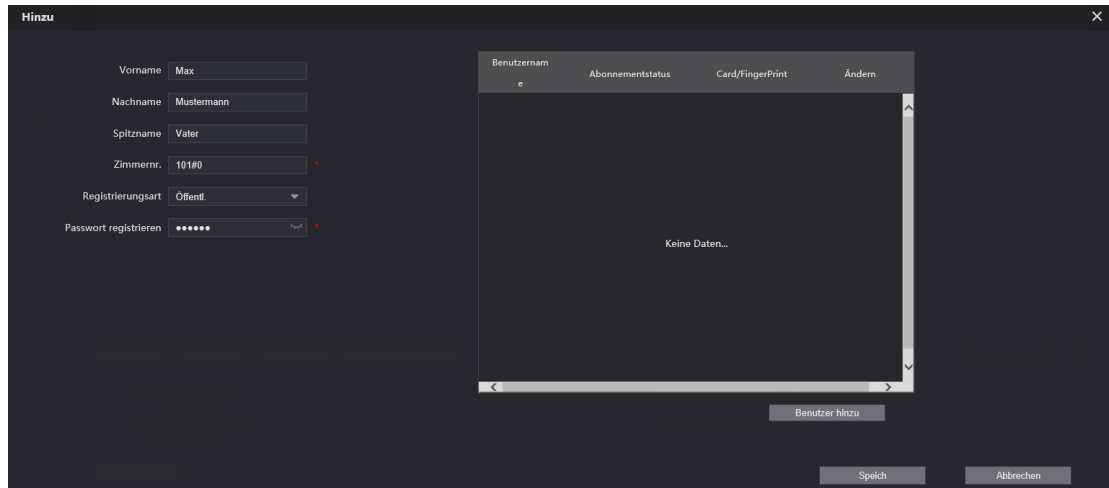 Hinzu
Vorname Max
Nachname Mustermann
Spitzname Vater
Zimmernr. 101#0 *
Registrierungsart Öffentl.
Passwort registrieren ●●●●●● *
Benutzernam
e
Abonnementstatus
Card/FingerPrint
Ändern
Keine Daten...
Benutzer hinzu
Speich
Abbrechen